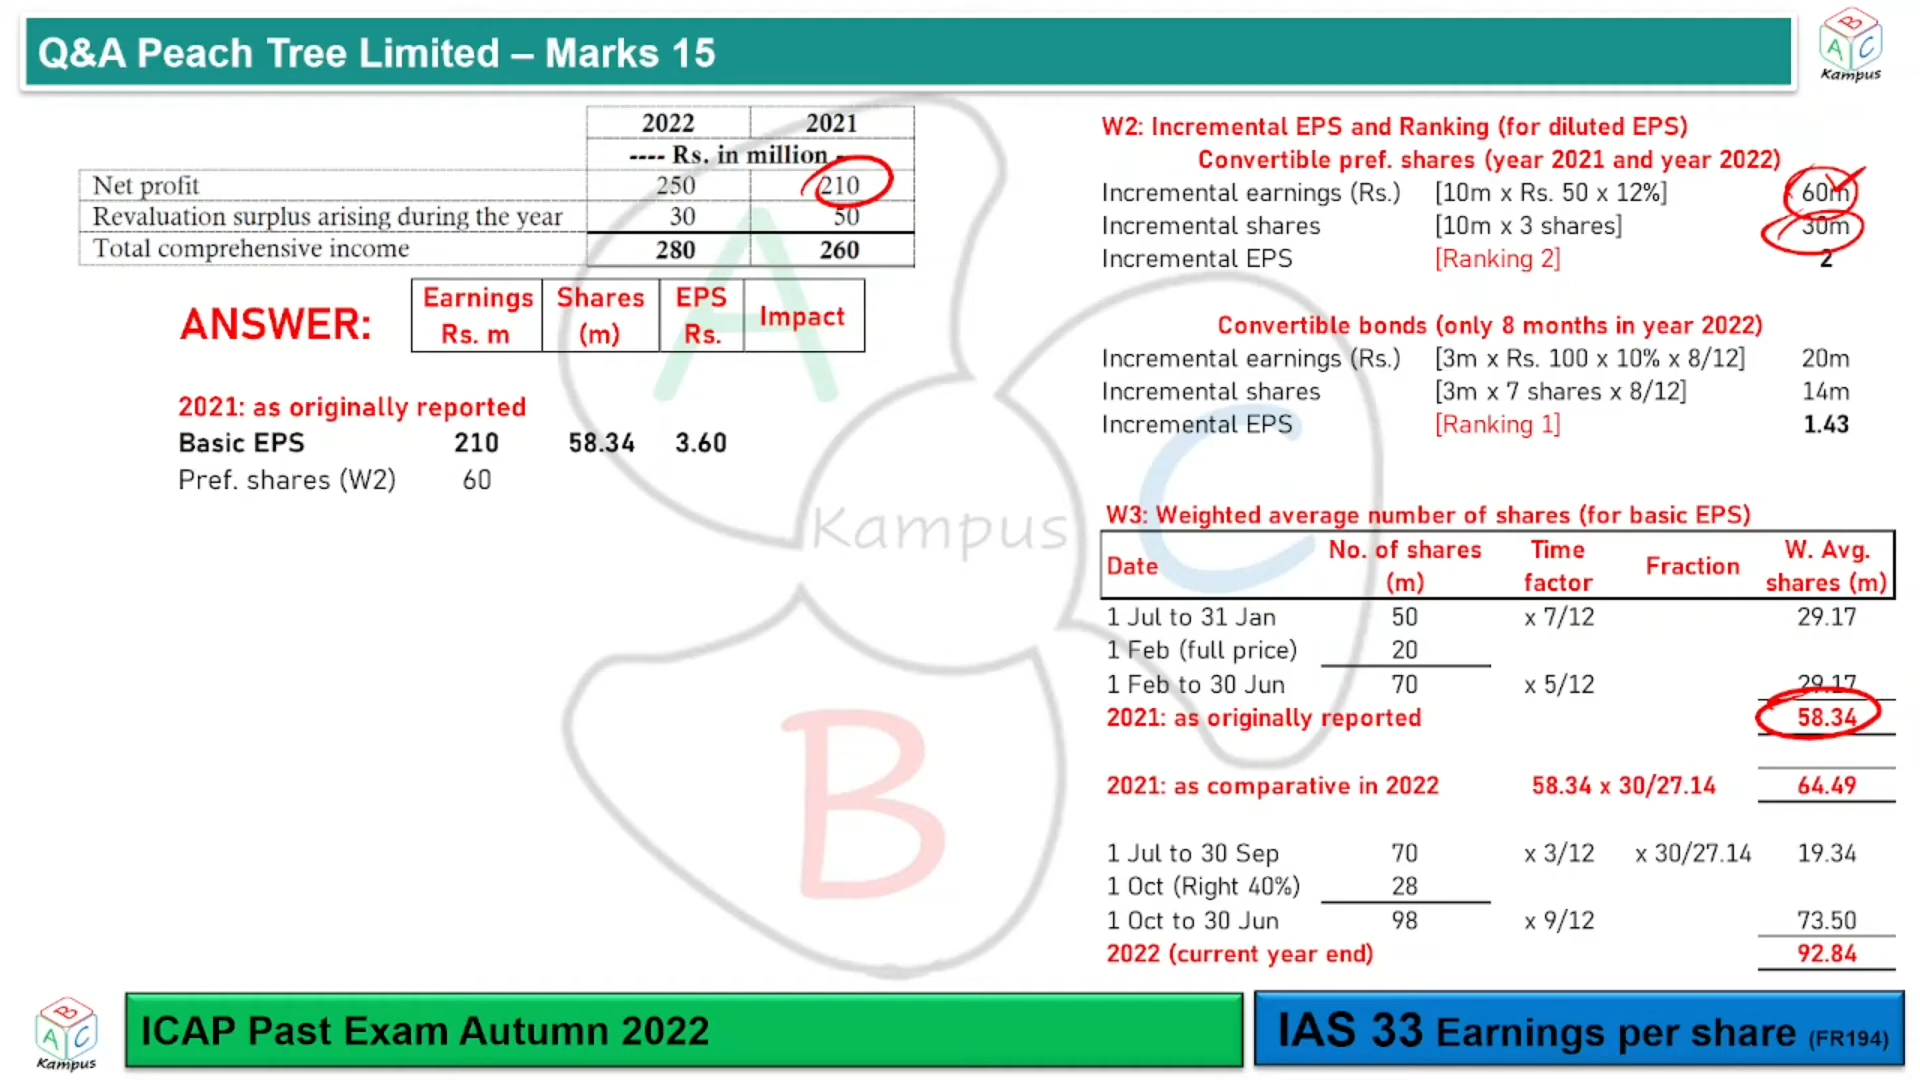 Q&A Peach Tree Limited – Marks 15
A B C
Kampus
2022 2021
---- Rs. in million -
Net profit 250 210
Revaluation surplus arising during the year 30 50
Total comprehensive income 280 260
ANSWER:
Earnings Rs. m Shares (m) EPS Rs. Impact
2021: as originally reported
Basic EPS 210 58.34 3.60
Pref. shares (W2) 60
W2: Incremental EPS and Ranking (for diluted EPS)
Convertible pref. shares (year 2021 and year 2022)
Incremental earnings (Rs.) [10m x Rs. 50 x 12%] 60m
Incremental shares [10m x 3 shares] 30m
Incremental EPS [Ranking 2] 2
Convertible bonds (only 8 months in year 2022)
Incremental earnings (Rs.) [3m x Rs. 100 x 10% x 8/12] 20m
Incremental shares [3m x 7 shares x 8/12] 14m
Incremental EPS [Ranking 1] 1.43
W3: Weighted average number of shares (for basic EPS)
Date No. of shares (m) Time factor Fraction W. Avg. shares (m)
1 Jul to 31 Jan 50 x 7/12 29.17
1 Feb (full price) 20
1 Feb to 30 Jun 70 x 5/12 29.17
2021: as originally reported 58.34
2021: as comparative in 2022 58.34 x 30/27.14 64.49
1 Jul to 30 Sep 70 x 3/12 x 30/27.14 19.34
1 Oct (Right 40%) 28
1 Oct to 30 Jun 98 x 9/12 73.50
2022 (current year end) 92.84
A
B
C
Kampus
A B C
Kampus
ICAP Past Exam Autumn 2022
IAS 33 Earnings per share (FR194)